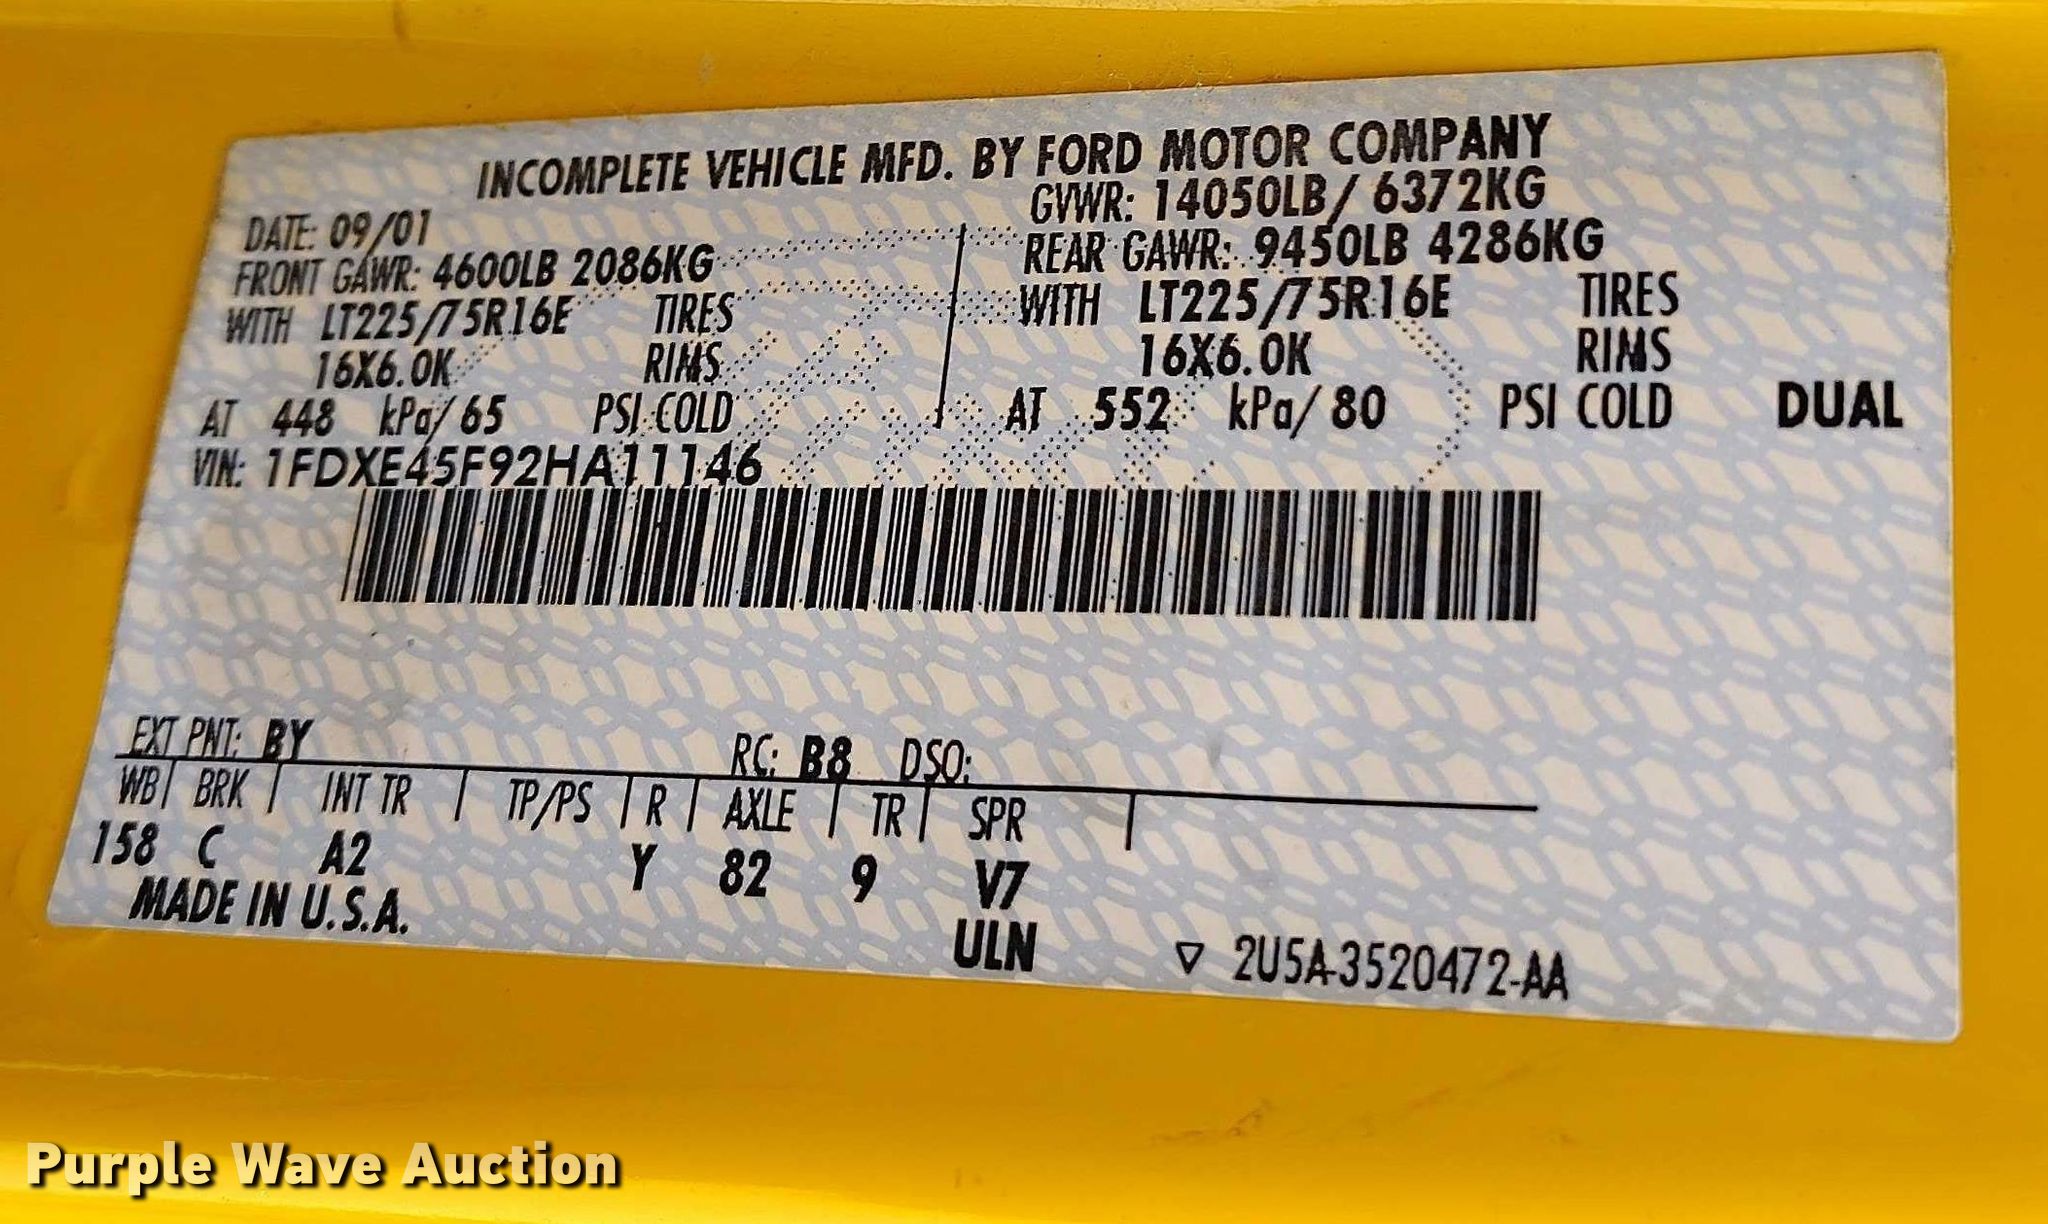 INCOMPLETE VEHICLE MFD. BY FORD MOTOR COMPANY
DATE: 09/01 GVWR: 14050LB/ 6372KG
FRONT GAWR: 4600LB 2086KG REAR GAWR: 9450LB 4286KG
WITH LT225/75R16E TIRES WITH LT225/75R16E TIRES
16X6.0K RIMS 16X6.0K RIMS
AT 448 kPa/ 65 PSI COLD AT 552 kPa/ 80 PSI COLD DUAL
VIN: 1FDXE45F92HA11146
EXT PNT: BY RC: B8 DSO:
WB BRK INT TR TP/PS R AXLE TR SPR
158 C A2 Y 82 9 V7
MADE IN U.S.A. ULN ▽ 2U5A-3520472-AA
Purple Wave Auction